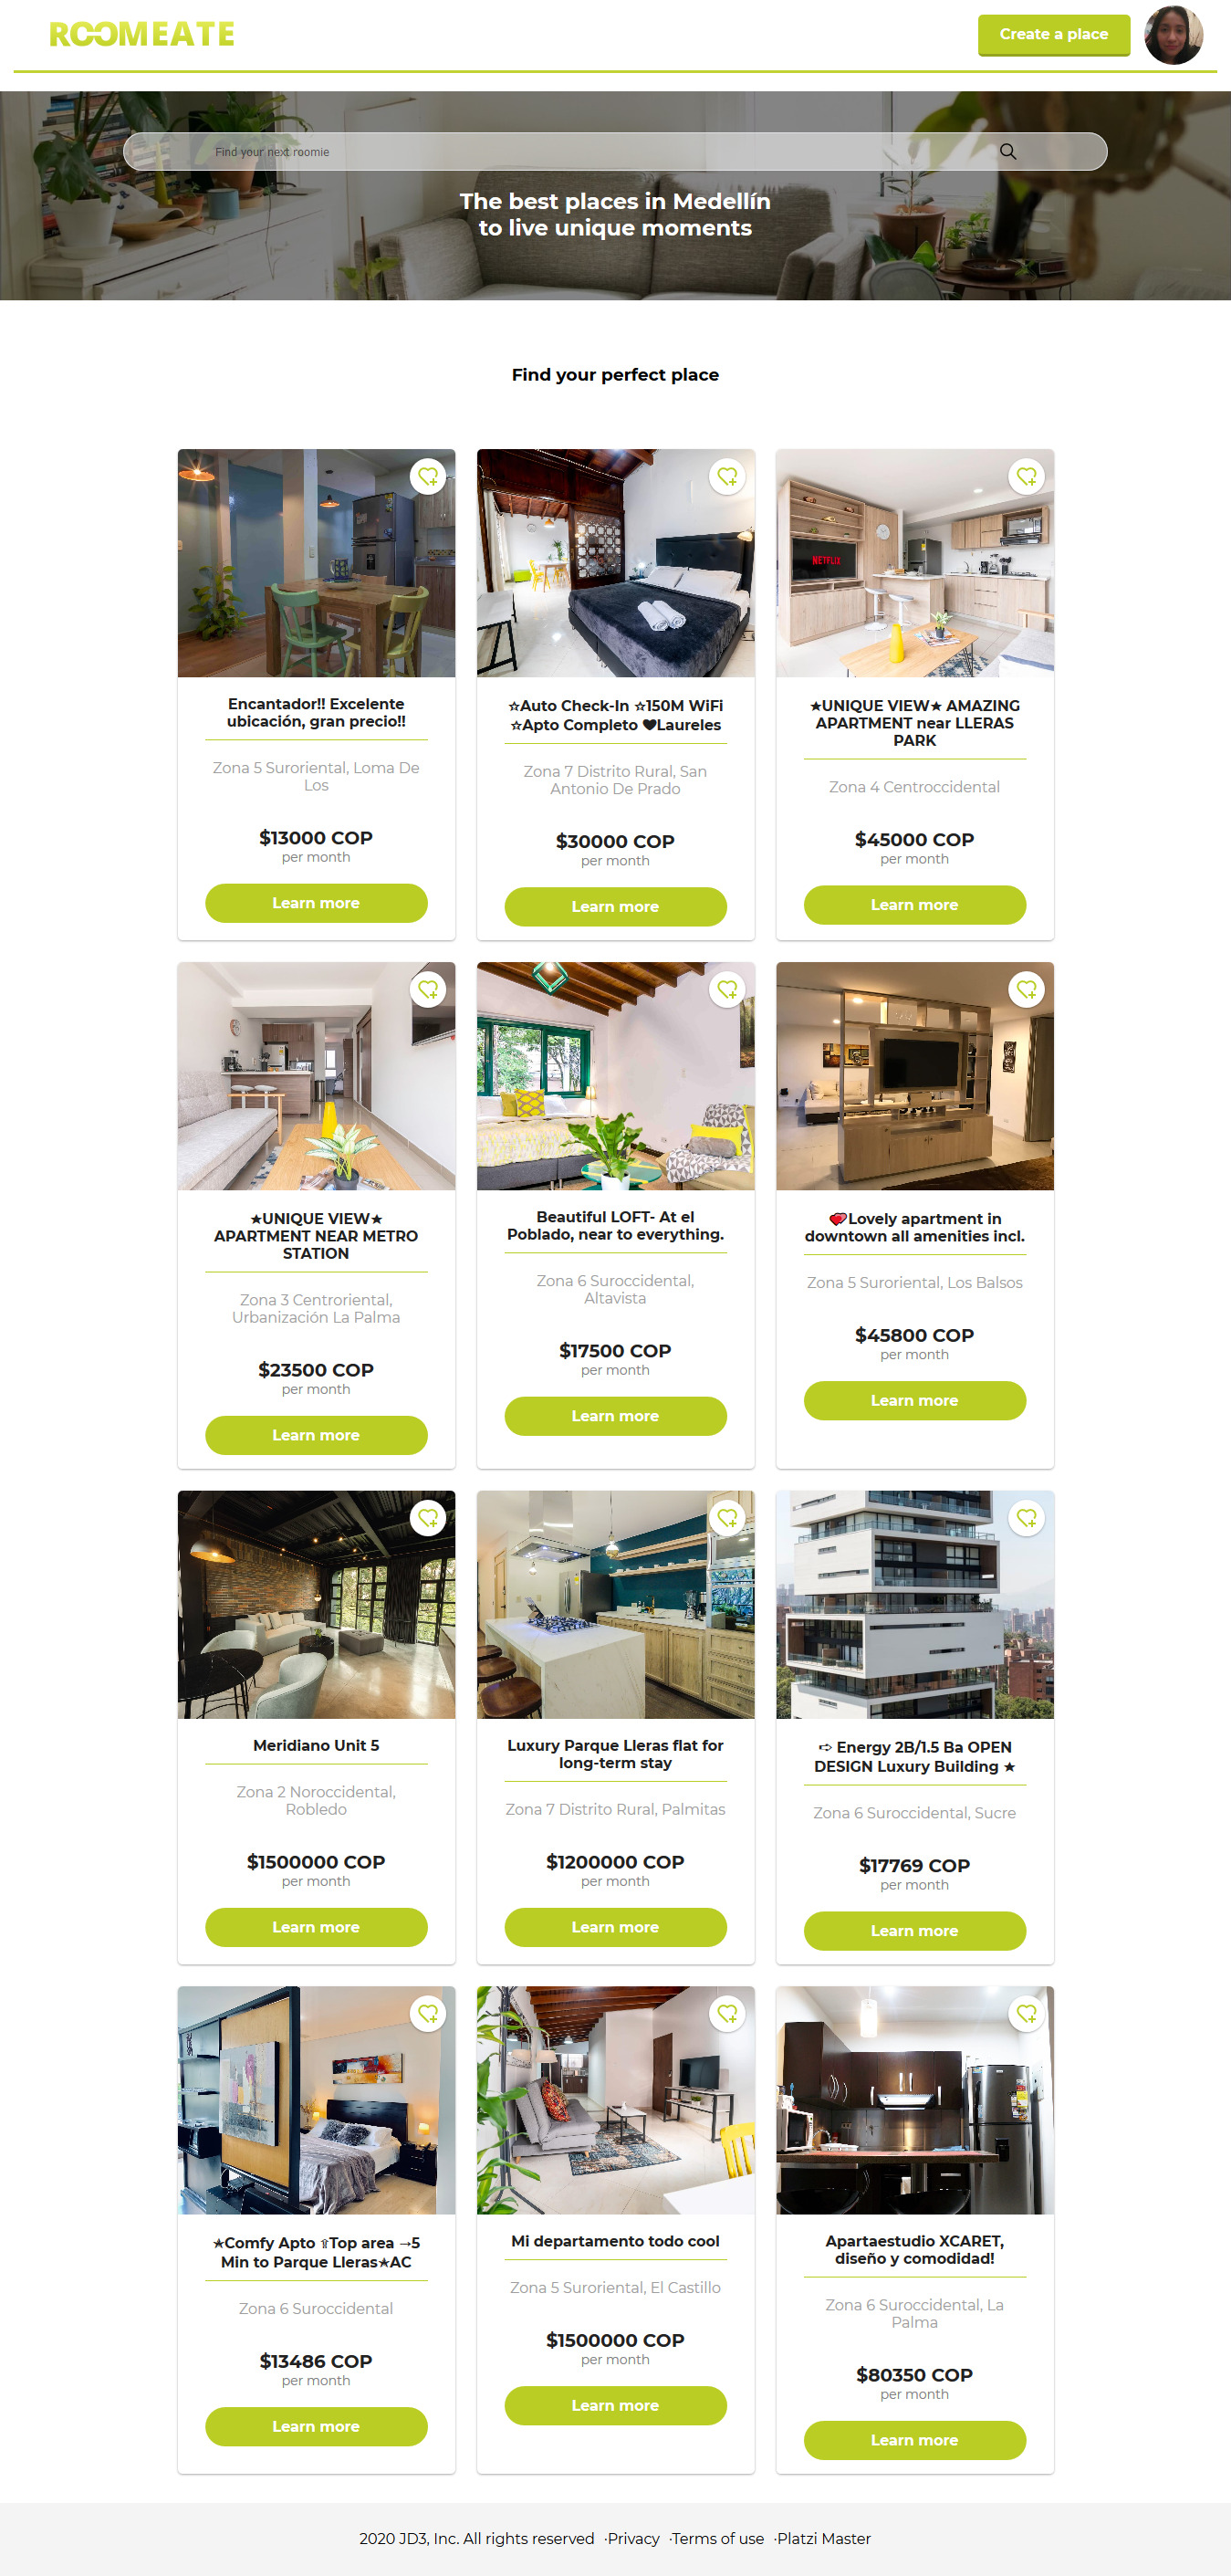 ROOMEATE
Create a place
Find your next roomie
The best places in Medellín
to live unique moments
Find your perfect place
NETFLIX
Encantador!! Excelente
ubicación, gran precio!!
Zona 5 Suroriental, Loma De
Los
$13000 COP
per month
Learn more
☆Auto Check-In ☆150M WiFi
☆Apto Completo ❤Laureles
Zona 7 Distrito Rural, San
Antonio De Prado
$30000 COP
per month
Learn more
★UNIQUE VIEW★ AMAZING
APARTMENT near LLERAS
PARK
Zona 4 Centroccidental
$45000 COP
per month
Learn more
★UNIQUE VIEW★
APARTMENT NEAR METRO
STATION
Zona 3 Centroriental,
Urbanización La Palma
$23500 COP
per month
Learn more
Beautiful LOFT- At el
Poblado, near to everything.
Zona 6 Suroccidental,
Altavista
$17500 COP
per month
Learn more
💕Lovely apartment in
downtown all amenities incl.
Zona 5 Suroriental, Los Balsos
$45800 COP
per month
Learn more
Meridiano Unit 5
Zona 2 Noroccidental,
Robledo
$1500000 COP
per month
Learn more
Luxury Parque Lleras flat for
long-term stay
Zona 7 Distrito Rural, Palmitas
$1200000 COP
per month
Learn more
➪ Energy 2B/1.5 Ba OPEN
DESIGN Luxury Building ★
Zona 6 Suroccidental, Sucre
$17769 COP
per month
Learn more
✯Comfy Apto ⇧Top area →5
Min to Parque Lleras★AC
Zona 6 Suroccidental
$13486 COP
per month
Learn more
Mi departamento todo cool
Zona 5 Suroriental, El Castillo
$1500000 COP
per month
Learn more
Apartaestudio XCARET,
diseño y comodidad!
Zona 6 Suroccidental, La
Palma
$80350 COP
per month
Learn more
2020 JD3, Inc. All rights reserved ·Privacy ·Terms of use ·Platzi Master